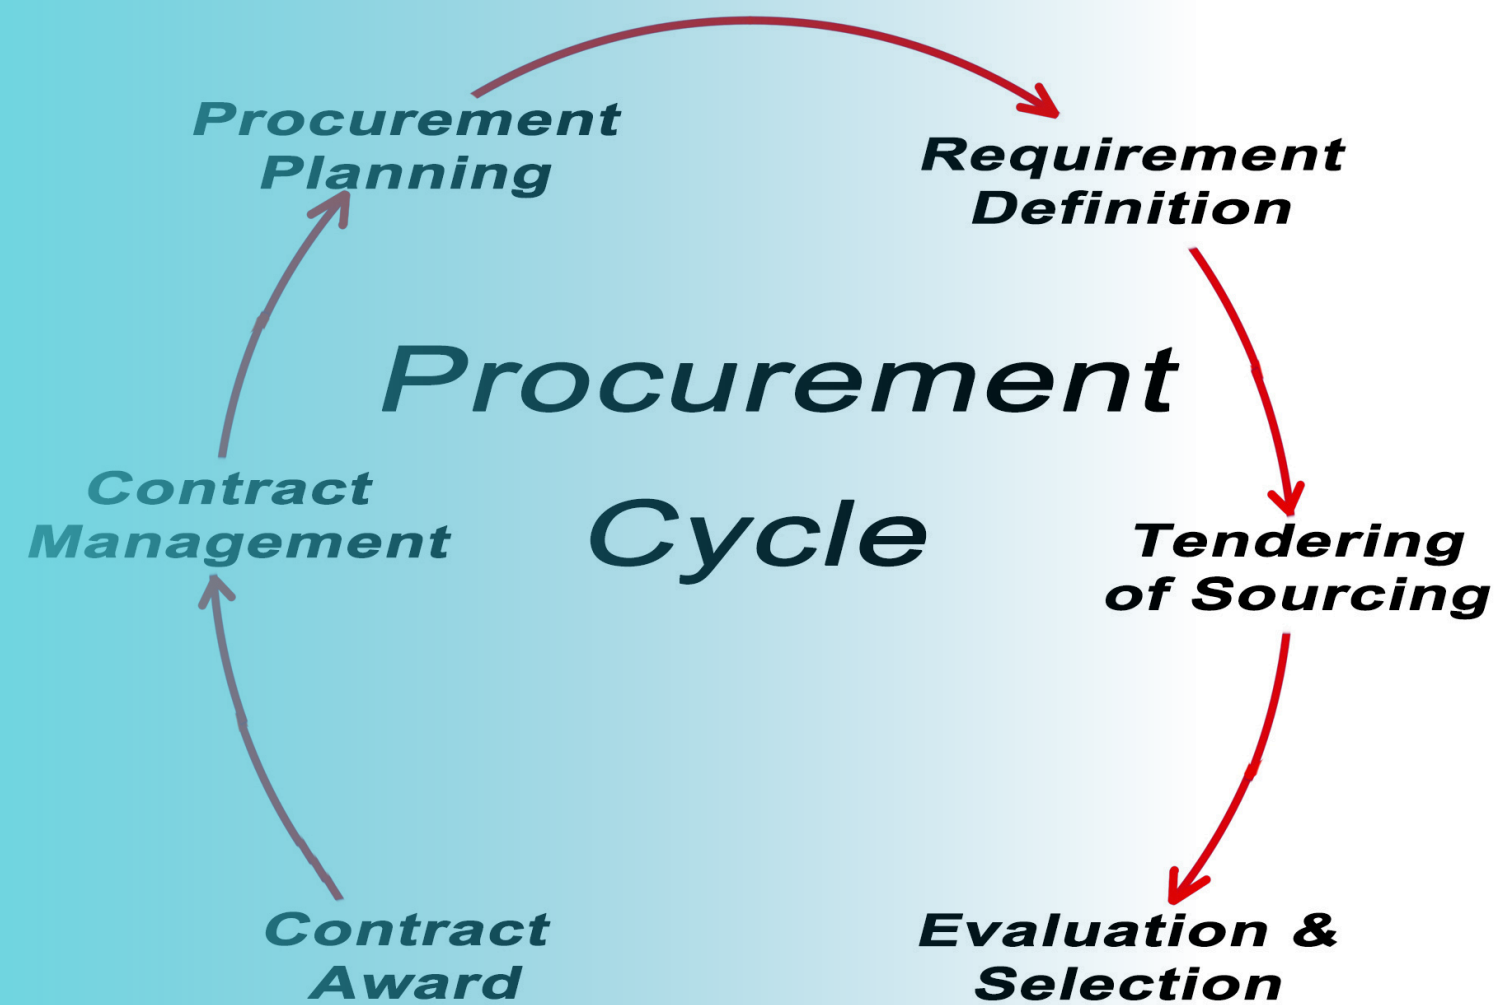 Procurement
Planning
Requirement
Definition
Procurement
Cycle
Contract
Management
Tendering
of Sourcing
Contract
Award
Evaluation &
Selection